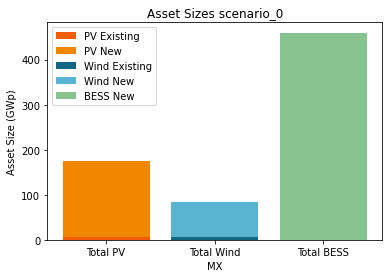 Asset Sizes scenario_0
PV Existing
PV New
Wind Existing
Wind New
BESS New
Asset Size (GWp)
400
300
200
100
0
Total PV
Total Wind
Total BESS
MX